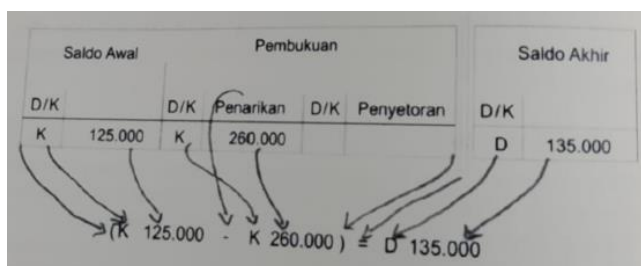 Saldo Awal Pembukuan Saldo Akhir
D/K D/K Penarikan D/K Penyetoran D/K
K 125.000 K 260.000 D 135.000
(K 125.000 - K 260.000) = D 135.000